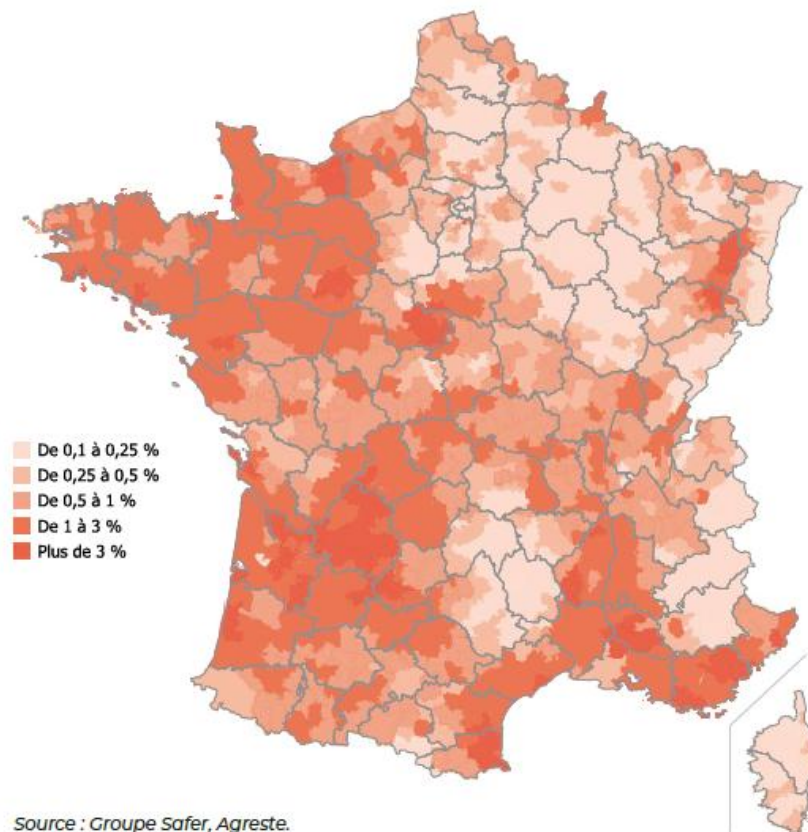 De 0,1 à 0,25 %
De 0,25 à 0,5 %
De 0,5 à 1 %
De 1 à 3 %
Plus de 3 %
Source : Groupe Safer, Agreste.